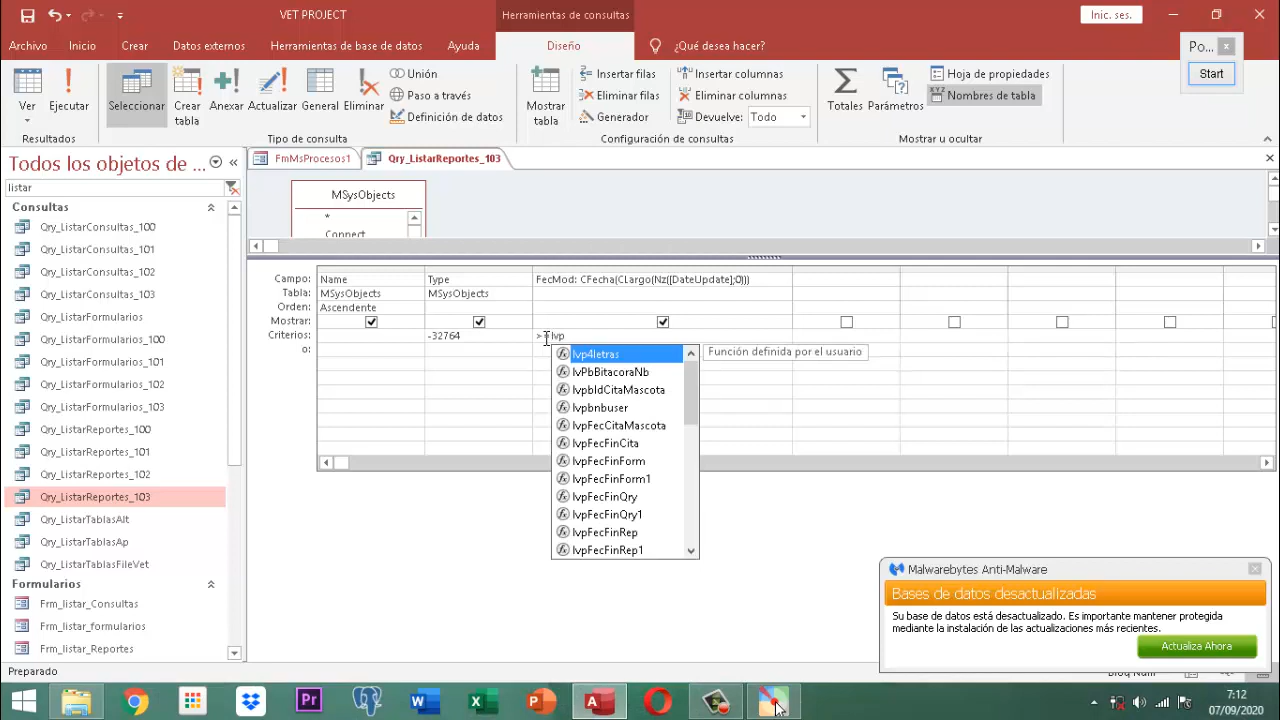 VET PROJECT
Herramientas de consultas
Inic. ses.
Archivo
Inicio
Crear
Datos externos
Herramientas de base de datos
Ayuda
Diseño
¿Qué desea hacer?
Po...
Start
Ver
Ejecutar
Resultados
Seleccionar
Crear tabla
Anexar
Actualizar
General
Eliminar
Unión
Paso a través
Definición de datos
Tipo de consulta
Mostrar tabla
Insertar filas
Eliminar filas
Generador
Insertar columnas
Eliminar columnas
Devuelve: Todo
Configuración de consultas
Totales
Parámetros
Hoja de propiedades
Nombres de tabla
Mostrar u ocultar
Todos los objetos de ...
FmMsProcesos1
Qry_ListarReportes_103
listar
Consultas
Qry_ListarConsultas_100
Qry_ListarConsultas_101
Qry_ListarConsultas_102
Qry_ListarConsultas_103
Qry_ListarFormularios
Qry_ListarFormularios_100
Qry_ListarFormularios_101
Qry_ListarFormularios_102
Qry_ListarFormularios_103
Qry_ListarReportes_100
Qry_ListarReportes_101
Qry_ListarReportes_102
Qry_ListarReportes_103
Qry_ListarTablasAlt
Qry_ListarTablasAp
Qry_ListarTablasFileVet
Formularios
Frm_listar_Consultas
Frm_listar_formularios
Frm_listar_Reportes
MSysObjects
*
Connect
Campo: Name Type FecMod: CFecha(CLargo(Nz([DateUpdate];0)))
Tabla: MSysObjects MSysObjects
Orden: Ascendente
Mostrar:
Criterios: -32764 >=lvp
o:
lvp4letras
Función definida por el usuario
lvPbBitacoraNb
lvpbIdCitaMascota
lvpbnbuser
lvpFecCitaMascota
lvpFecFinCita
lvpFecFinForm
lvpFecFinForm1
lvpFecFinQry
lvpFecFinQry1
lvpFecFinRep
lvpFecFinRep1
Malwarebytes Anti-Malware
Bases de datos desactualizadas
Su base de datos está desactualizado. Es importante mantener protegida
mediante la instalación de las actualizaciones más recientes.
Actualiza Ahora
Preparado
Bloq Núm
Pr
7:12
07/09/2020